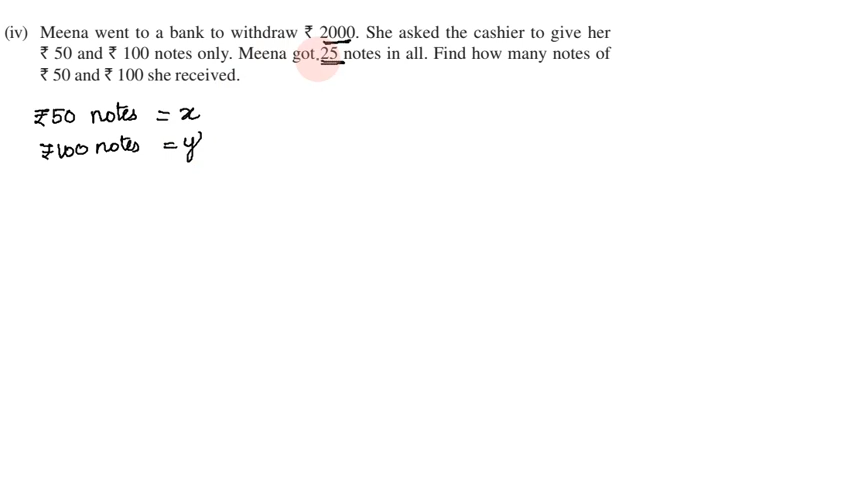 (iv) Meena went to a bank to withdraw ₹ 2000. She asked the cashier to give her
₹ 50 and ₹ 100 notes only. Meena got 25 notes in all. Find how many notes of
₹ 50 and ₹ 100 she received.
₹50 notes = x
₹100 notes = y